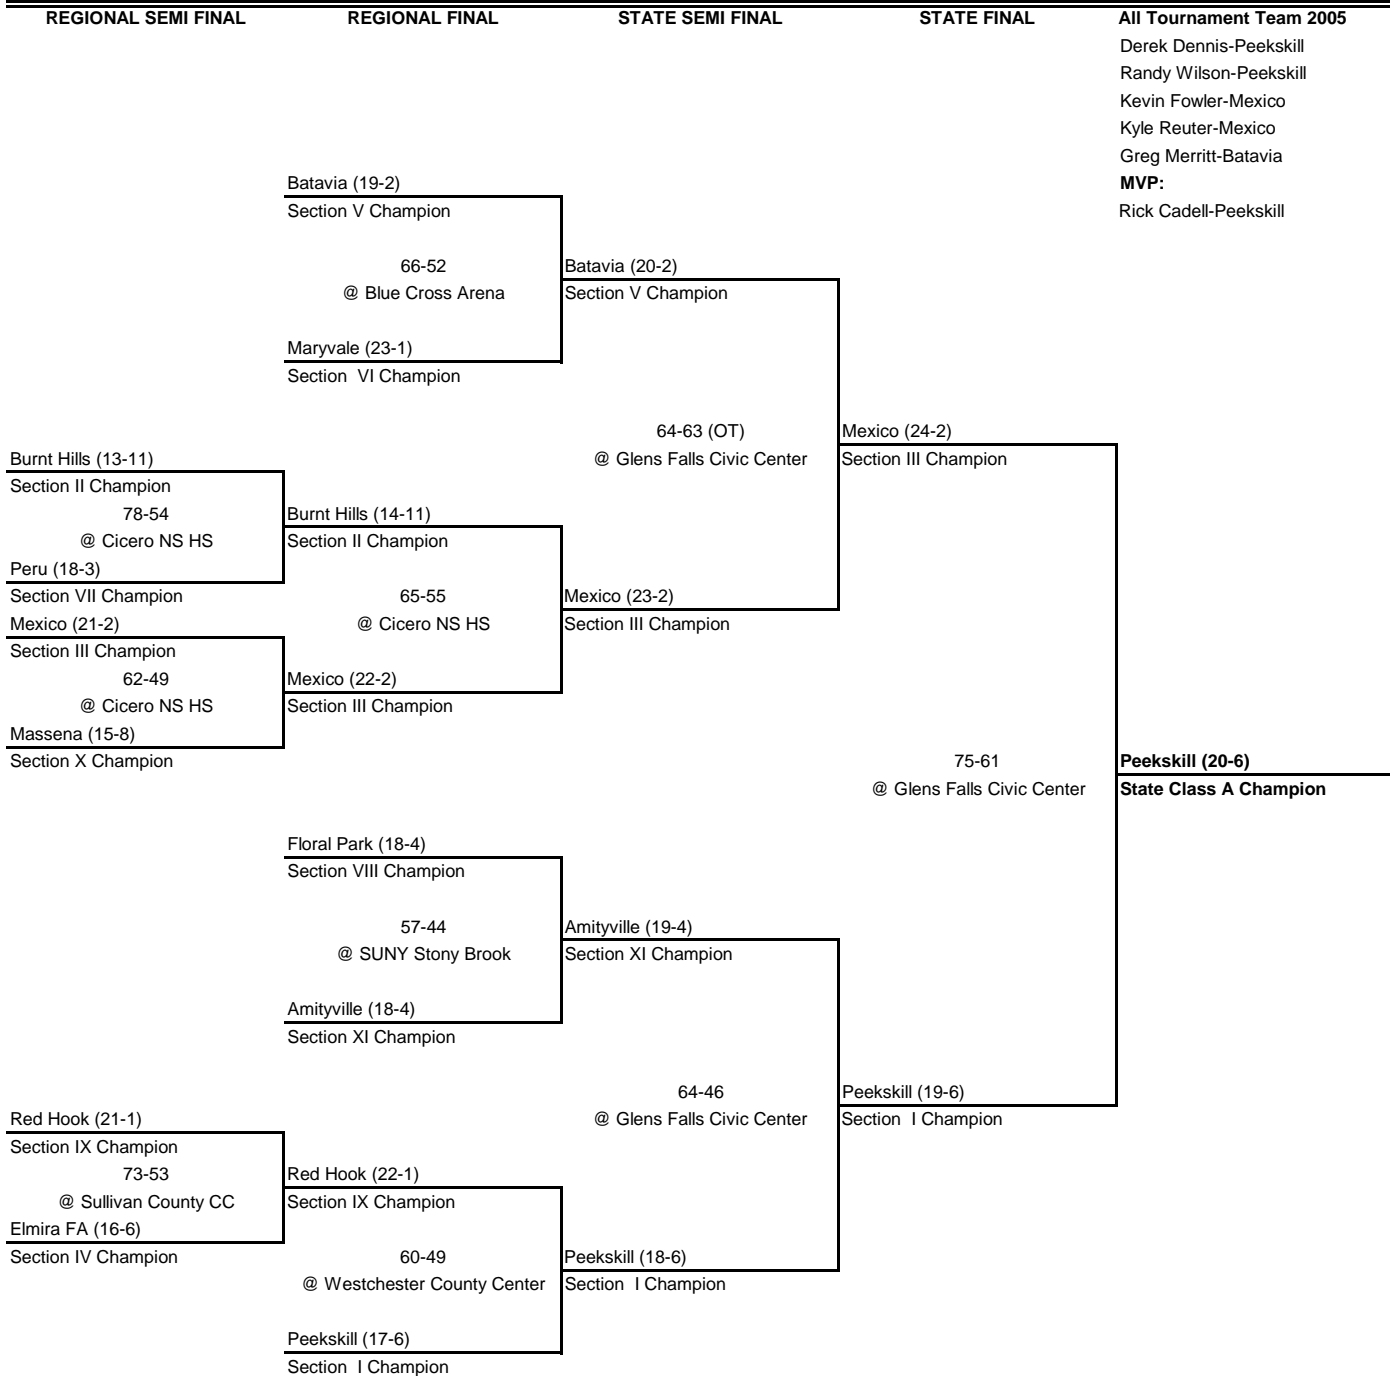 REGIONAL SEMI FINAL REGIONAL FINAL STATE SEMI FINAL STATE FINAL All Tournament Team 2005
Derek Dennis-Peekskill
Randy Wilson-Peekskill
Kevin Fowler-Mexico
Kyle Reuter-Mexico
Greg Merritt-Batavia
Batavia (19-2) MVP:
Section V Champion Rick Cadell-Peekskill
66-52 Batavia (20-2)
@ Blue Cross Arena Section V Champion
Maryvale (23-1)
Section VI Champion
64-63 (OT) Mexico (24-2)
Burnt Hills (13-11) @ Glens Falls Civic Center Section III Champion
Section II Champion
78-54 Burnt Hills (14-11)
@ Cicero NS HS Section II Champion
Peru (18-3)
Section VII Champion 65-55 Mexico (23-2)
Mexico (21-2) @ Cicero NS HS Section III Champion
Section III Champion
62-49 Mexico (22-2)
@ Cicero NS HS Section III Champion
Massena (15-8)
Section X Champion 75-61 Peekskill (20-6)
@ Glens Falls Civic Center State Class A Champion
Floral Park (18-4)
Section VIII Champion
57-44 Amityville (19-4)
@ SUNY Stony Brook Section XI Champion
Amityville (18-4)
Section XI Champion
64-46 Peekskill (19-6)
Red Hook (21-1) @ Glens Falls Civic Center Section I Champion
Section IX Champion
73-53 Red Hook (22-1)
@ Sullivan County CC Section IX Champion
Elmira FA (16-6)
Section IV Champion 60-49 Peekskill (18-6)
@ Westchester County Center Section I Champion
Peekskill (17-6)
Section I Champion